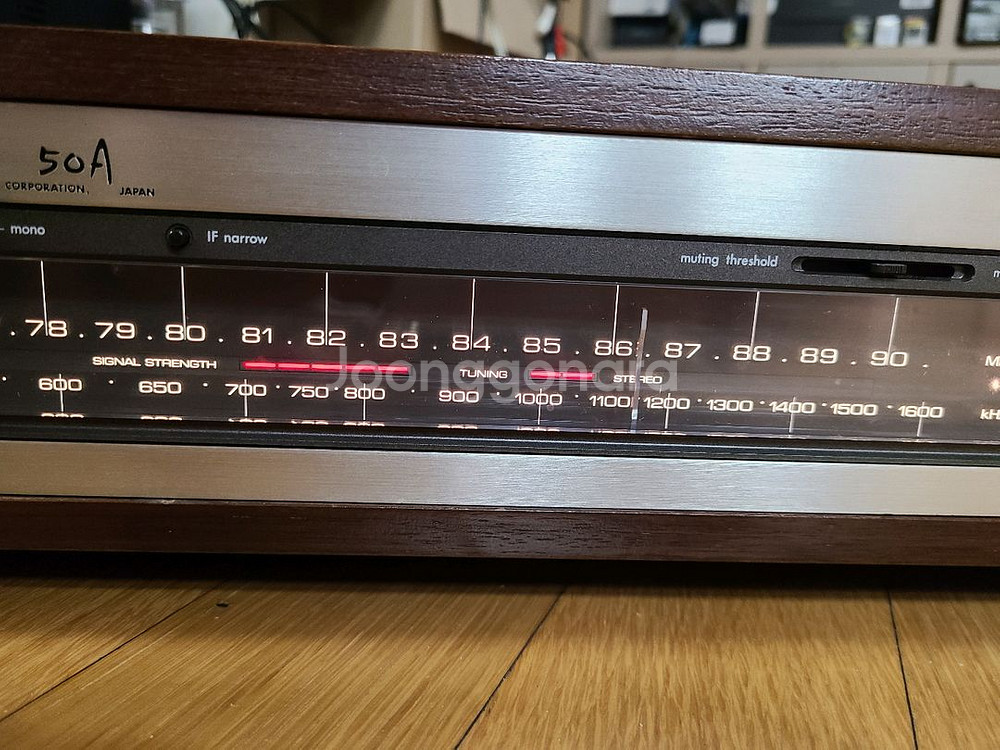 50A
CORPORATION. JAPAN
- mono
IF narrow
muting threshold
m
. 78 . 79 . 80 . 81 . 82 . 83 . 84 . 85 . 86 . 87 . 88 . 89 . 90 .
M
SIGNAL STRENGTH
TUNING
STEREO
Joonggonara
600 · 650 · 700 · 750 · 800 · 900 · 1000 · 1100 · 1200 · 1300 · 1400 · 1500 · 1600
kH